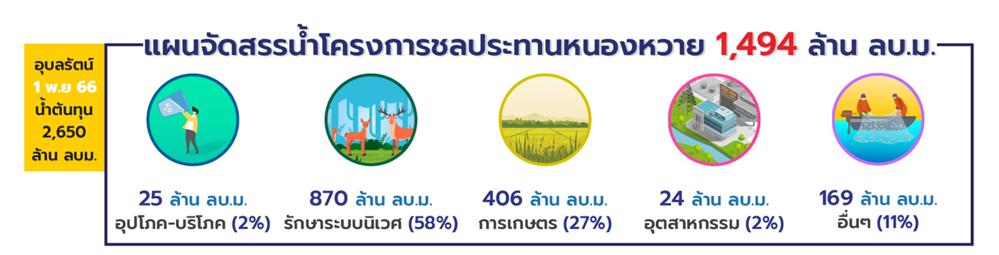 แผนจัดสรรน้ำโครงการชลประทานหนองหวาย 1,494 ล้าน ลบ.ม.
อุบลรัตน์
1 พ.ย 66
น้ำต้นทุน
2,650
ล้าน ลบม.
25 ล้าน ลบ.ม.
อุปโภค-บริโภค (2%)
870 ล้าน ลบ.ม.
รักษาระบบนิเวศ (58%)
406 ล้าน ลบ.ม.
การเกษตร (27%)
24 ล้าน ลบ.ม.
อุตสาหกรรม (2%)
169 ล้าน ลบ.ม.
อื่นๆ (11%)